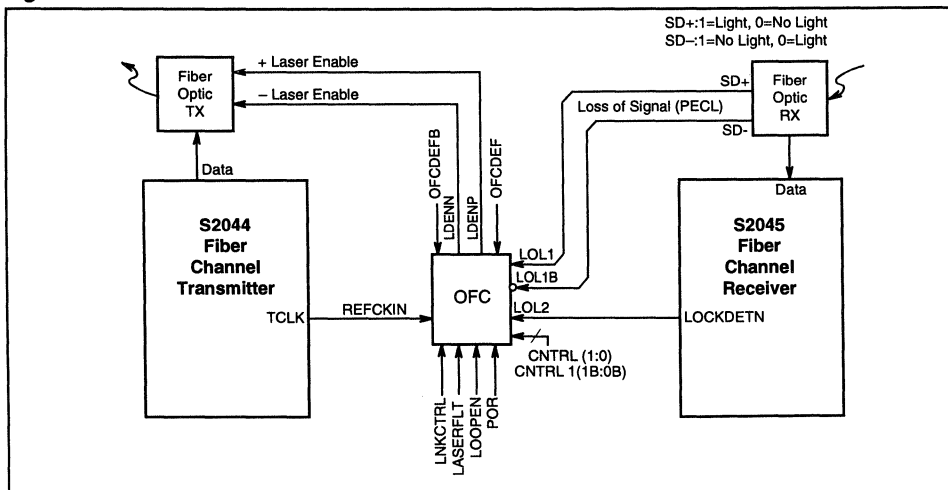 SD+:1=Light, 0=No Light
SD–:1=No Light, 0=Light
Fiber
Optic
TX
+ Laser Enable
– Laser Enable
SD+
Loss of Signal (PECL)
SD-
Fiber
Optic
RX
Data
OFCDEFB
LDENN
LDENP
OFCDEF
Data
S2044
Fiber
Channel
Transmitter
TCLK
REFCKIN
OFC
LOL1
LOL1B
LOL2
LOCKDETN
S2045
Fiber
Channel
Receiver
CNTRL (1:0)
CNTRL 1(1B:0B)
LNKCTRL
LASERFLT
LOOPEN
POR